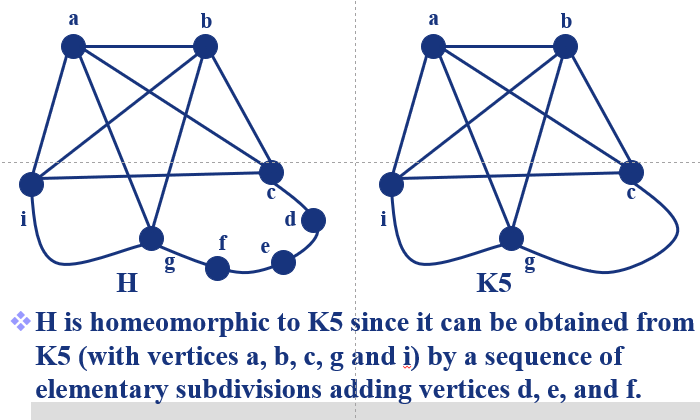 a b a b
i c i c
d
f e
g g
H K5
H is homeomorphic to K5 since it can be obtained from
K5 (with vertices a, b, c, g and i) by a sequence of
elementary subdivisions adding vertices d, e, and f.